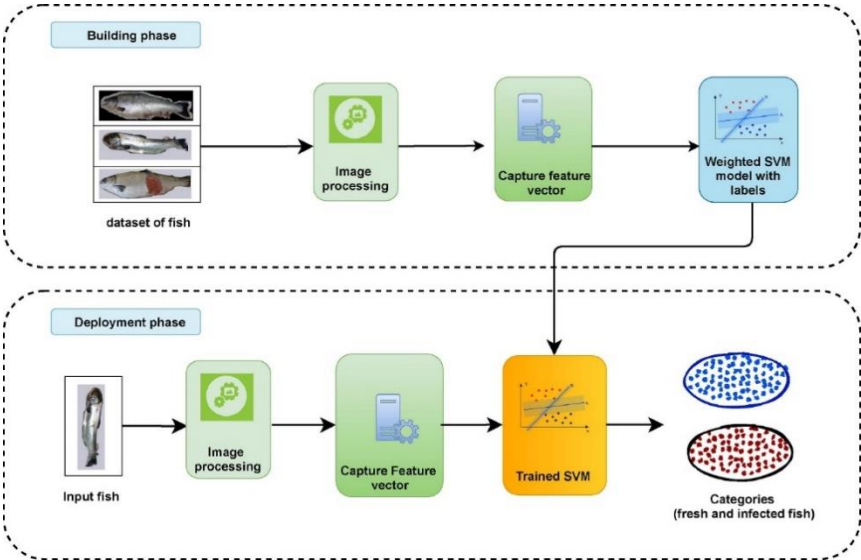 Building phase
dataset of fish
Image
processing
Capture feature
vector
Weighted SVM
model with
labels
Deployment phase
Input fish
Image
processing
Capture Feature
vector
Trained SVM
Categories
(fresh and infected fish)